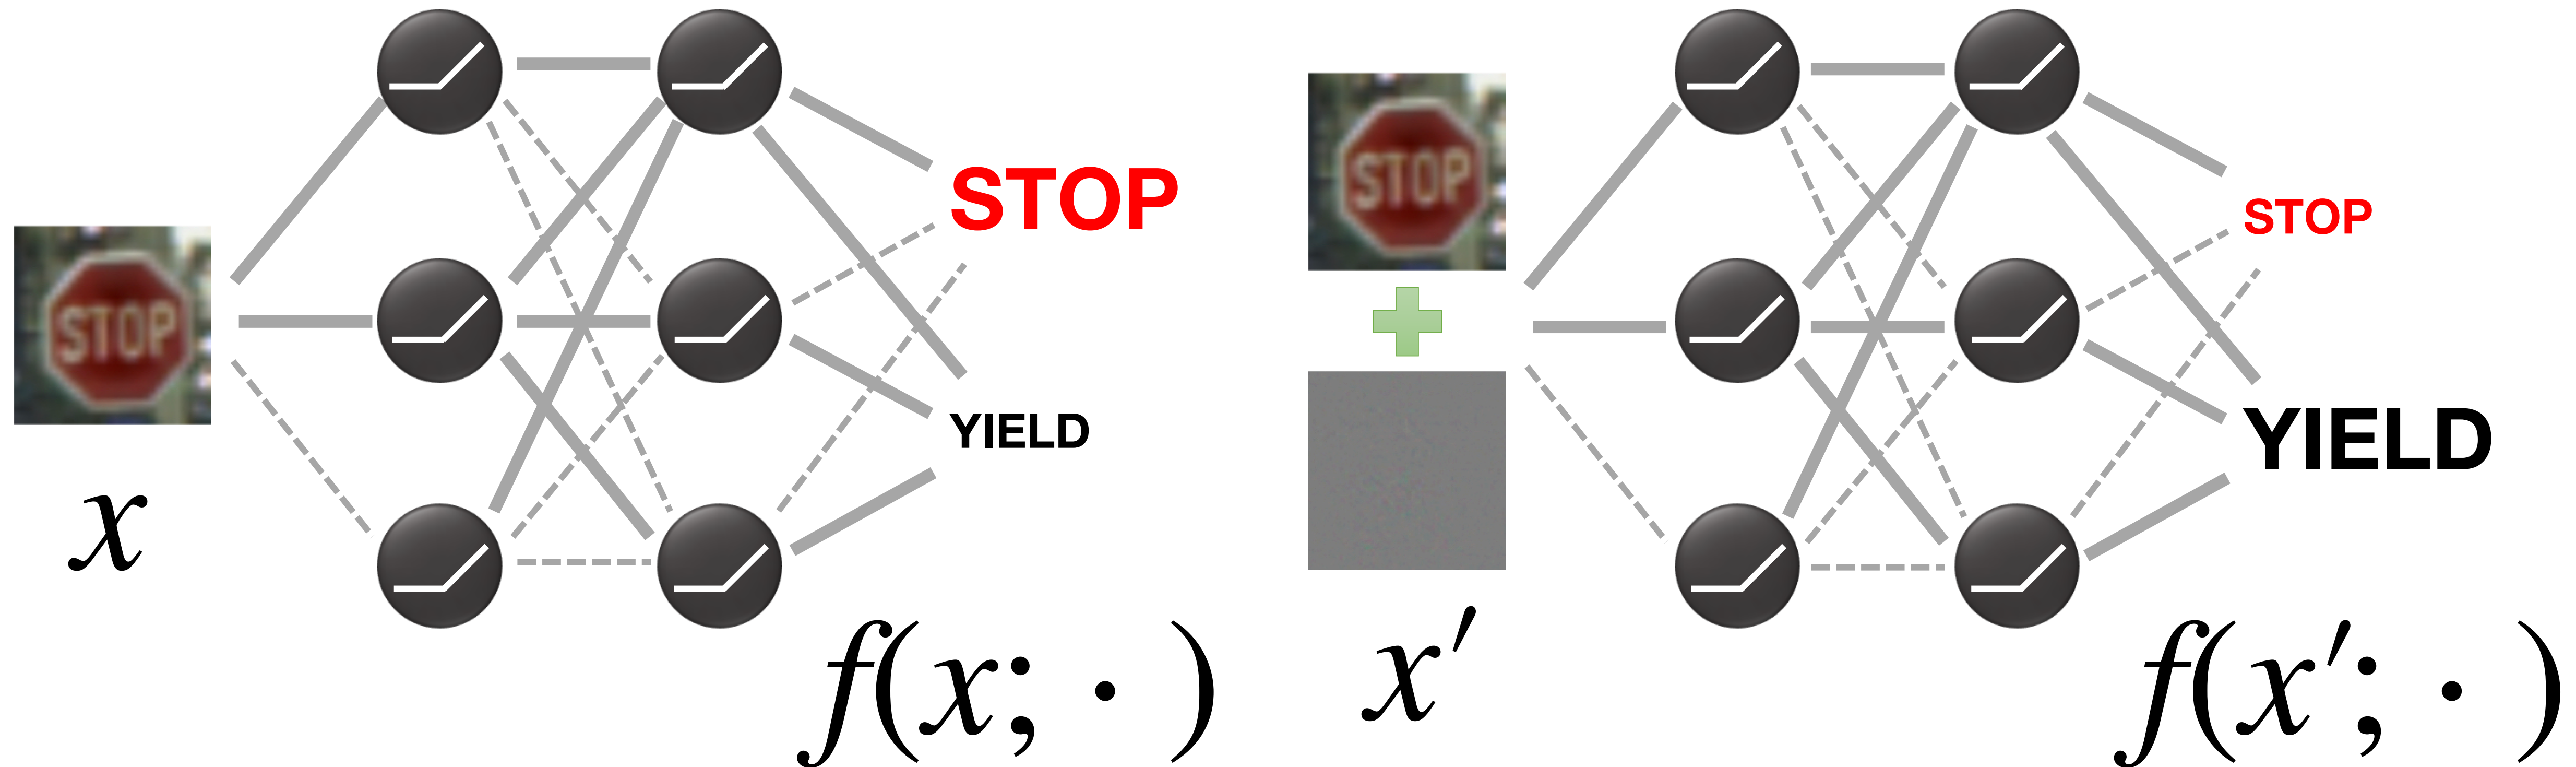 STOP
x
STOP
YIELD
f(x; · )
STOP
x′
STOP
YIELD
f(x′; · )